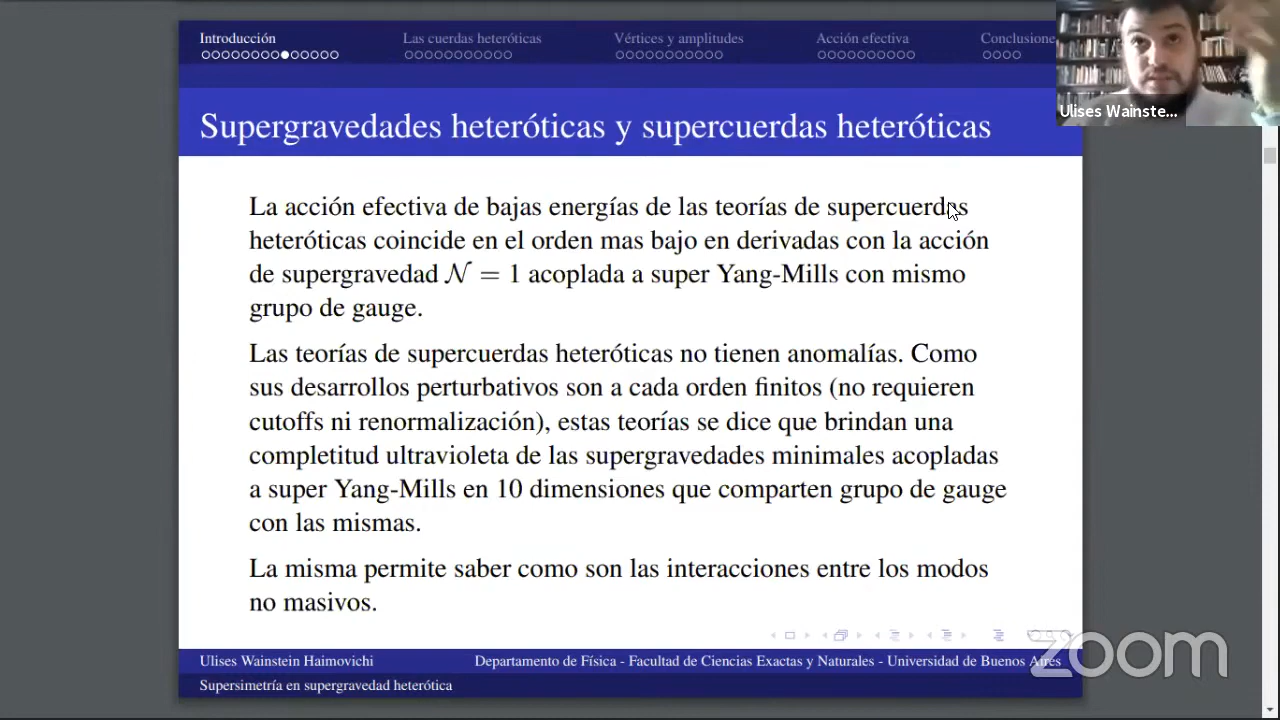 Introducción
Las cuerdas heteróticas
Vértices y amplitudes
Acción efectiva
Conclusione
Ulises Wainste...
Supergravedades heteróticas y supercuerdas heteróticas
La acción efectiva de bajas energías de las teorías de supercuerdas
heteróticas coincide en el orden mas bajo en derivadas con la acción
de supergravedad 𝒩 = 1 acoplada a super Yang-Mills con mismo
grupo de gauge.
Las teorías de supercuerdas heteróticas no tienen anomalías. Como
sus desarrollos perturbativos son a cada orden finitos (no requieren
cutoffs ni renormalización), estas teorías se dice que brindan una
completitud ultravioleta de las supergravedades minimales acopladas
a super Yang-Mills en 10 dimensiones que comparten grupo de gauge
con las mismas.
La misma permite saber como son las interacciones entre los modos
no masivos.
Ulises Wainstein Haimovichi
Departamento de Física - Facultad de Ciencias Exactas y Naturales - Universidad de Buenos Aires
Supersimetría en supergravedad heterótica
zoom